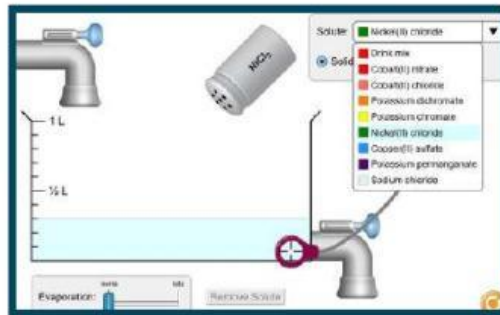 Solute: Nickel(II) chloride
Solid
Drink mix
Cobalt(II) nitrate
Cobalt(II) chloride
Potassium dichromate
Potassium chromate
Nickel(II) chloride
Copper(II) sulfate
Potassium permanganate
Sodium chloride
NiCl₂
1 L
½ L
Evaporation: none lots
Remove Solute